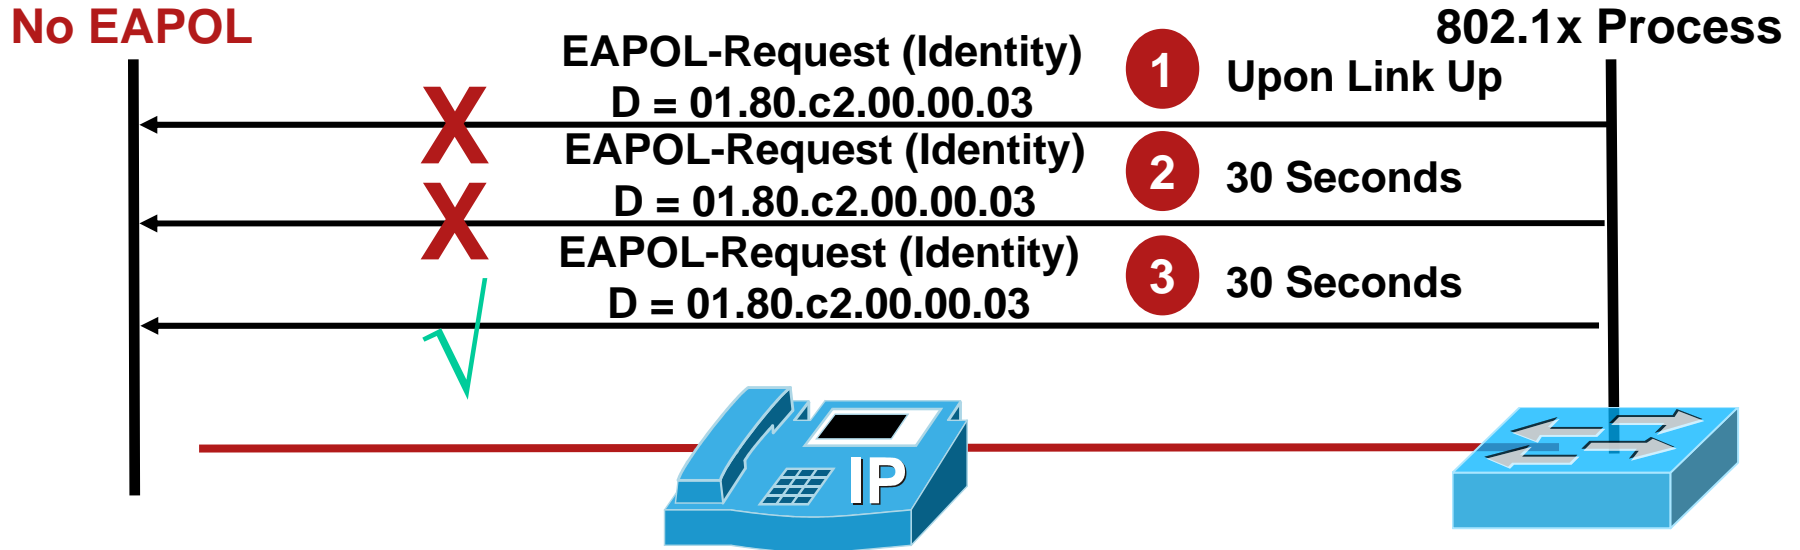 No EAPOL
802.1x Process
EAPOL-Request (Identity)
D = 01.80.c2.00.00.03
1
Upon Link Up
X
EAPOL-Request (Identity)
D = 01.80.c2.00.00.03
2
30 Seconds
X
EAPOL-Request (Identity)
D = 01.80.c2.00.00.03
3
30 Seconds
√
IP